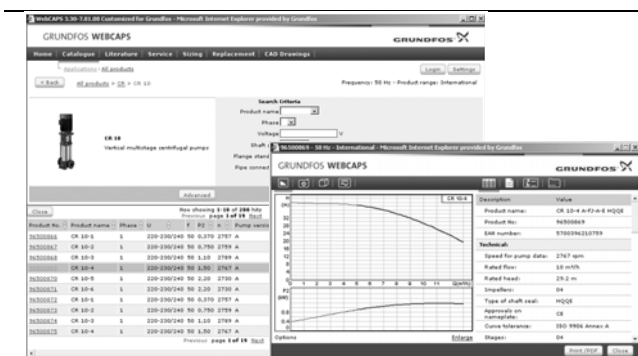 WebCAPS 5.30-7.01.00 Customized for Grundfos - Microsoft Internet Explorer provided by Grundfos
GRUNDFOS WEBCAPS
GRUNDFOS
Home Catalogue Literature Service Sizing Replacement CAD Drawings
Applications - All products
Login Settings
< Back
All products > CR > CR 10
Frequency: 50 Hz - Product range: International
Search Criteria
Product name
Phase
Voltage V
CR 10
Vertical multistage centrifugal pumps
Advanced
Close
Now showing 1-10 of 200 hits
Previous page 1 of 19 Next
Product No. Product name Phase U f P2 n Pump version
CR 10-1 1 220-230/240 50 0,370 2757 A
96500867 CR 10-2 1 220-230/240 50 0,750 2759 A
96500868 CR 10-3 1 220-230/240 50 1,10 2789 A
CR 10-4 1 220-230/240 50 1,50 2767 A
96500870 CR 10-5 1 220-230/240 50 2,20 2730 A
96500871 CR 10-6 1 220-230/240 50 2,20 2730 A
96500872 CR 10-1 1 220-230/240 50 0,370 2757 A
96500873 CR 10-2 1 220-230/240 50 0,750 2759 A
96500874 CR 10-3 1 220-230/240 50 1,10 2789 A
96500875 CR 10-4 1 220-230/240 50 1,50 2767 A
Previous page 1 of 19 Next
96500869 - 50 Hz - International - Microsoft Internet Explorer provided by Grundfos
GRUNDFOS WEBCAPS
GRUNDFOS
H
(m)
CR 10-4
Q(m³/h)
P2
(kW)
Options
Enlarge
Description Value
Product name: CR 10-4 A-FJ-A-E HQQE
Product No: 96500869
EAN number: 5700396210759
Technical:
Speed for pump data: 2767 rpm
Rated flow: 10 m³/h
Rated head: 29.2 m
Impellers: 04
Type of shaft seal: HQQE
Approvals on nameplate: CE
Curve tolerance: ISO 9906 Annex A
Stages: 04
Print/PDF Close